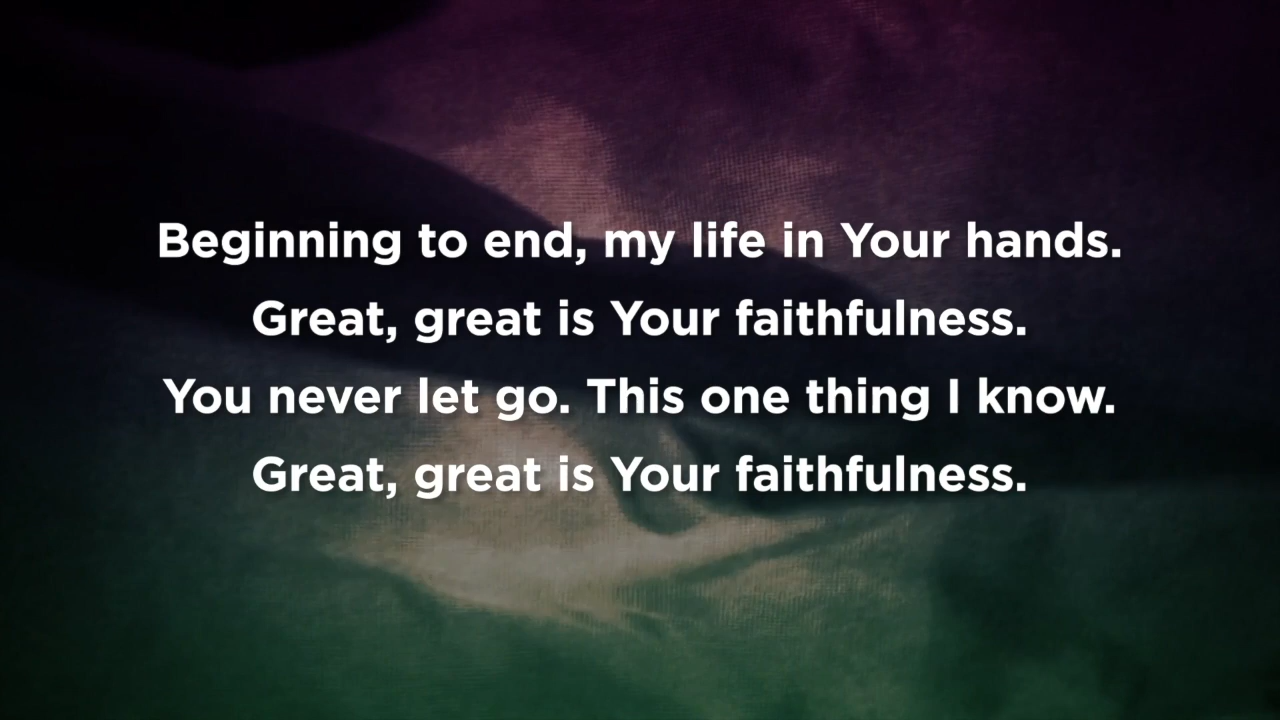 Beginning to end, my life in Your hands.
Great, great is Your faithfulness.
You never let go. This one thing I know.
Great, great is Your faithfulness.